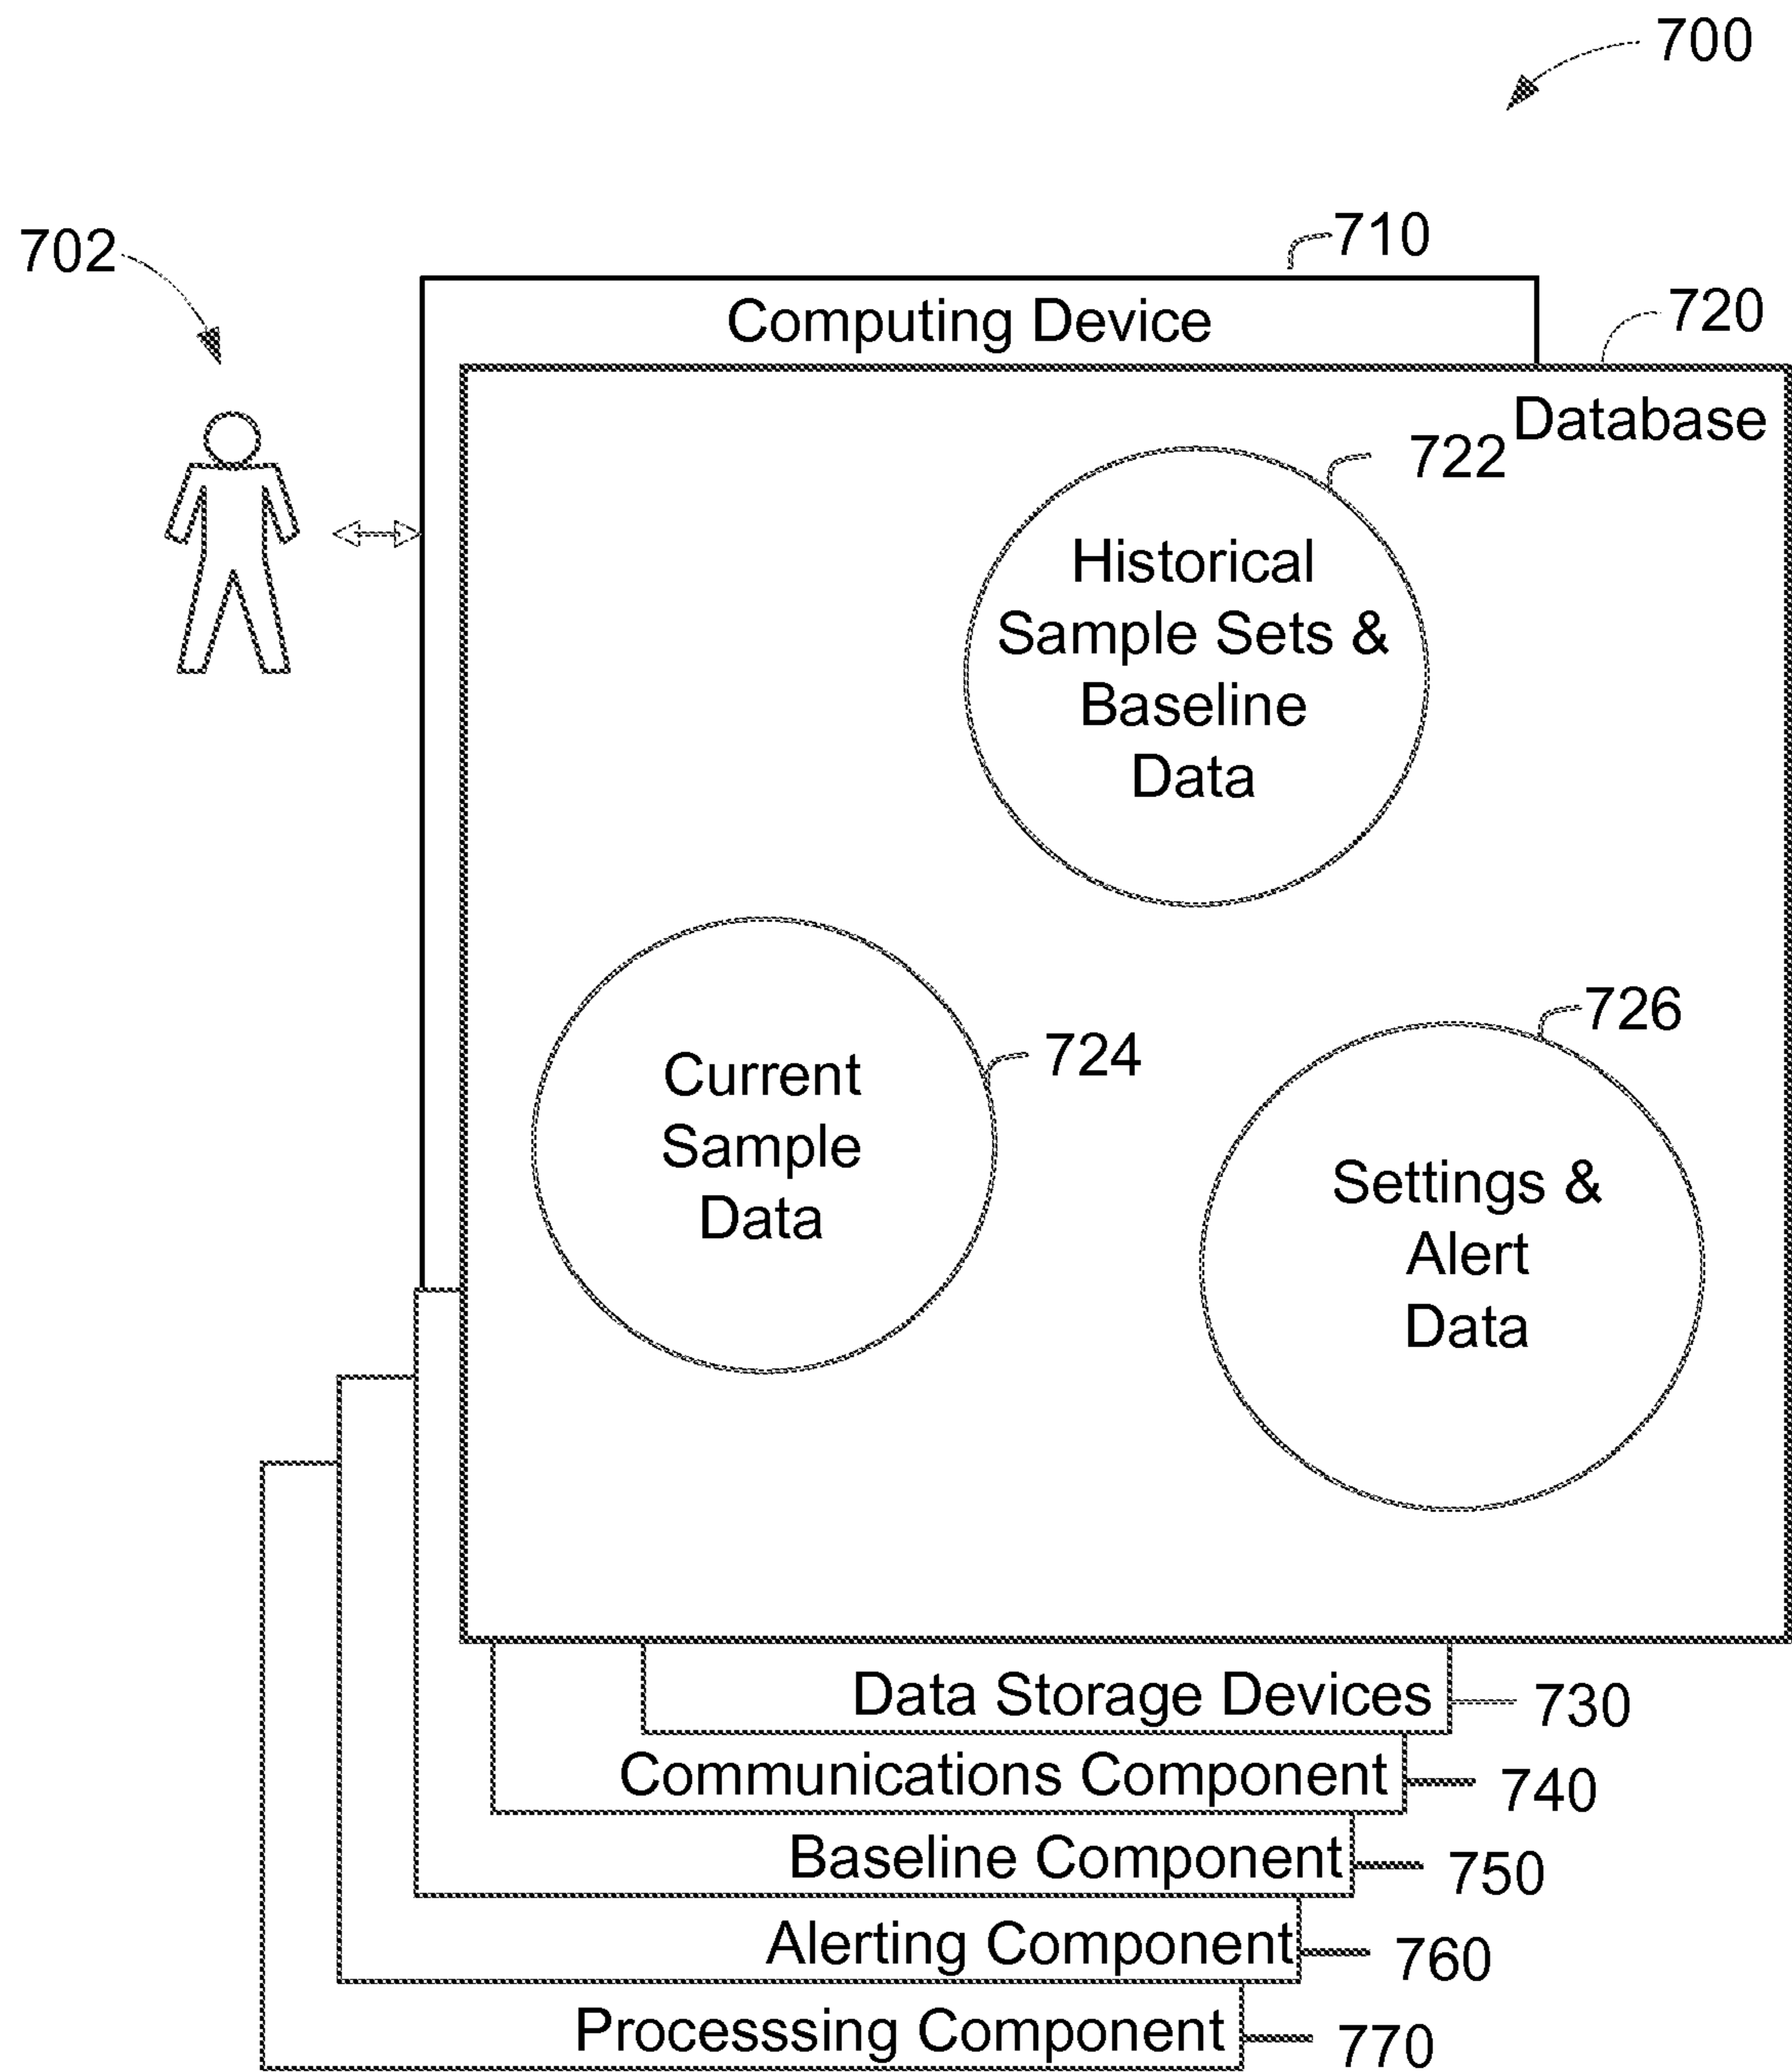 700
702
710
Computing Device
720
Database
722
Historical
Sample Sets &
Baseline
Data
726
724
Current
Sample
Data
Settings &
Alert
Data
Data Storage Devices
730
Communications Component
740
Baseline Component
750
Alerting Component
760
Processsing Component
770